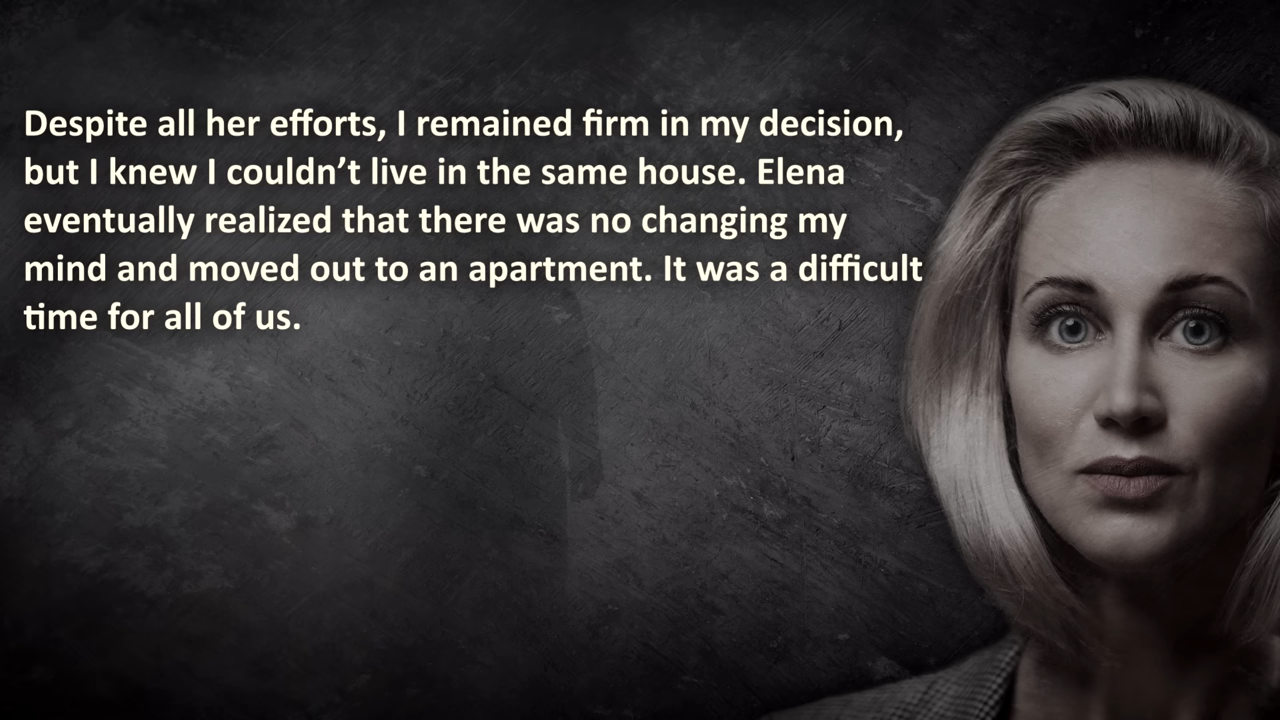 Despite all her efforts, I remained firm in my decision,
but I knew I couldn’t live in the same house. Elena
eventually realized that there was no changing my
mind and moved out to an apartment. It was a difficult
time for all of us.